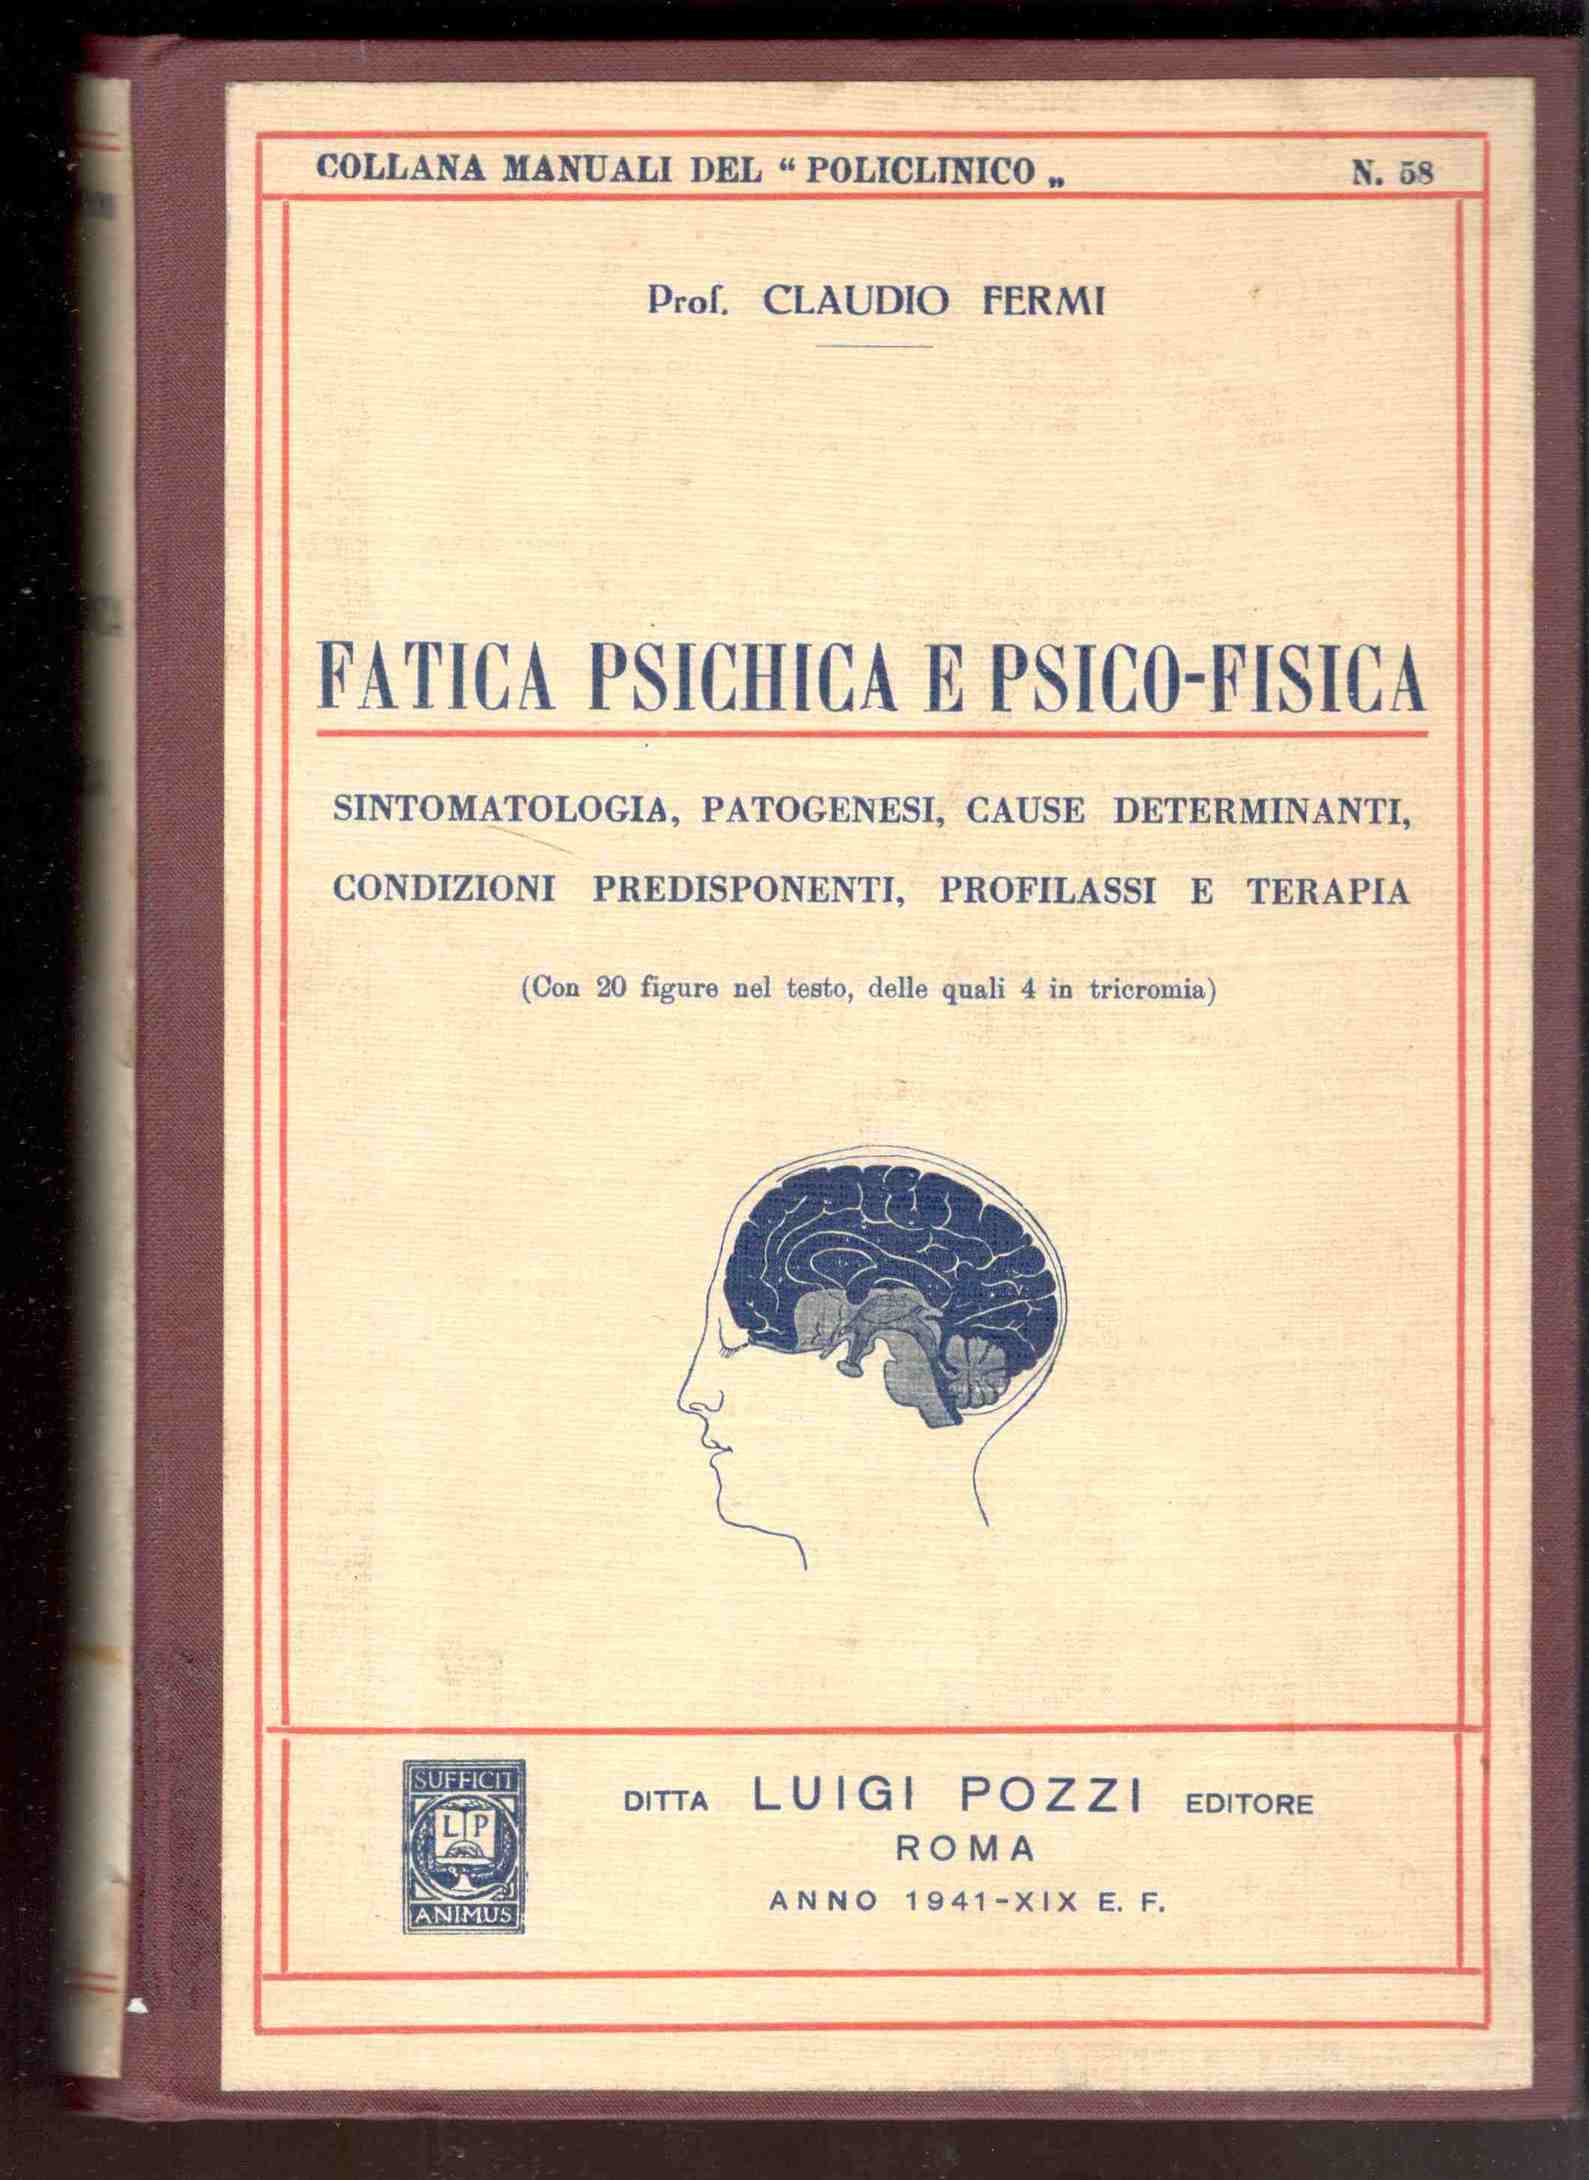 COLLANA MANUALI DEL “ POLICLINICO „ N. 58
Prof. CLAUDIO FERMI
FATICA PSICHICA E PSICO-FISICA
SINTOMATOLOGIA, PATOGENESI, CAUSE DETERMINANTI,
CONDIZIONI PREDISPONENTI, PROFILASSI E TERAPIA
(Con 20 figure nel testo, delle quali 4 in tricromia)
SUFFICIT
L P
ANIMUS
DITTA LUIGI POZZI EDITORE
ROMA
ANNO 1941-XIX E. F.